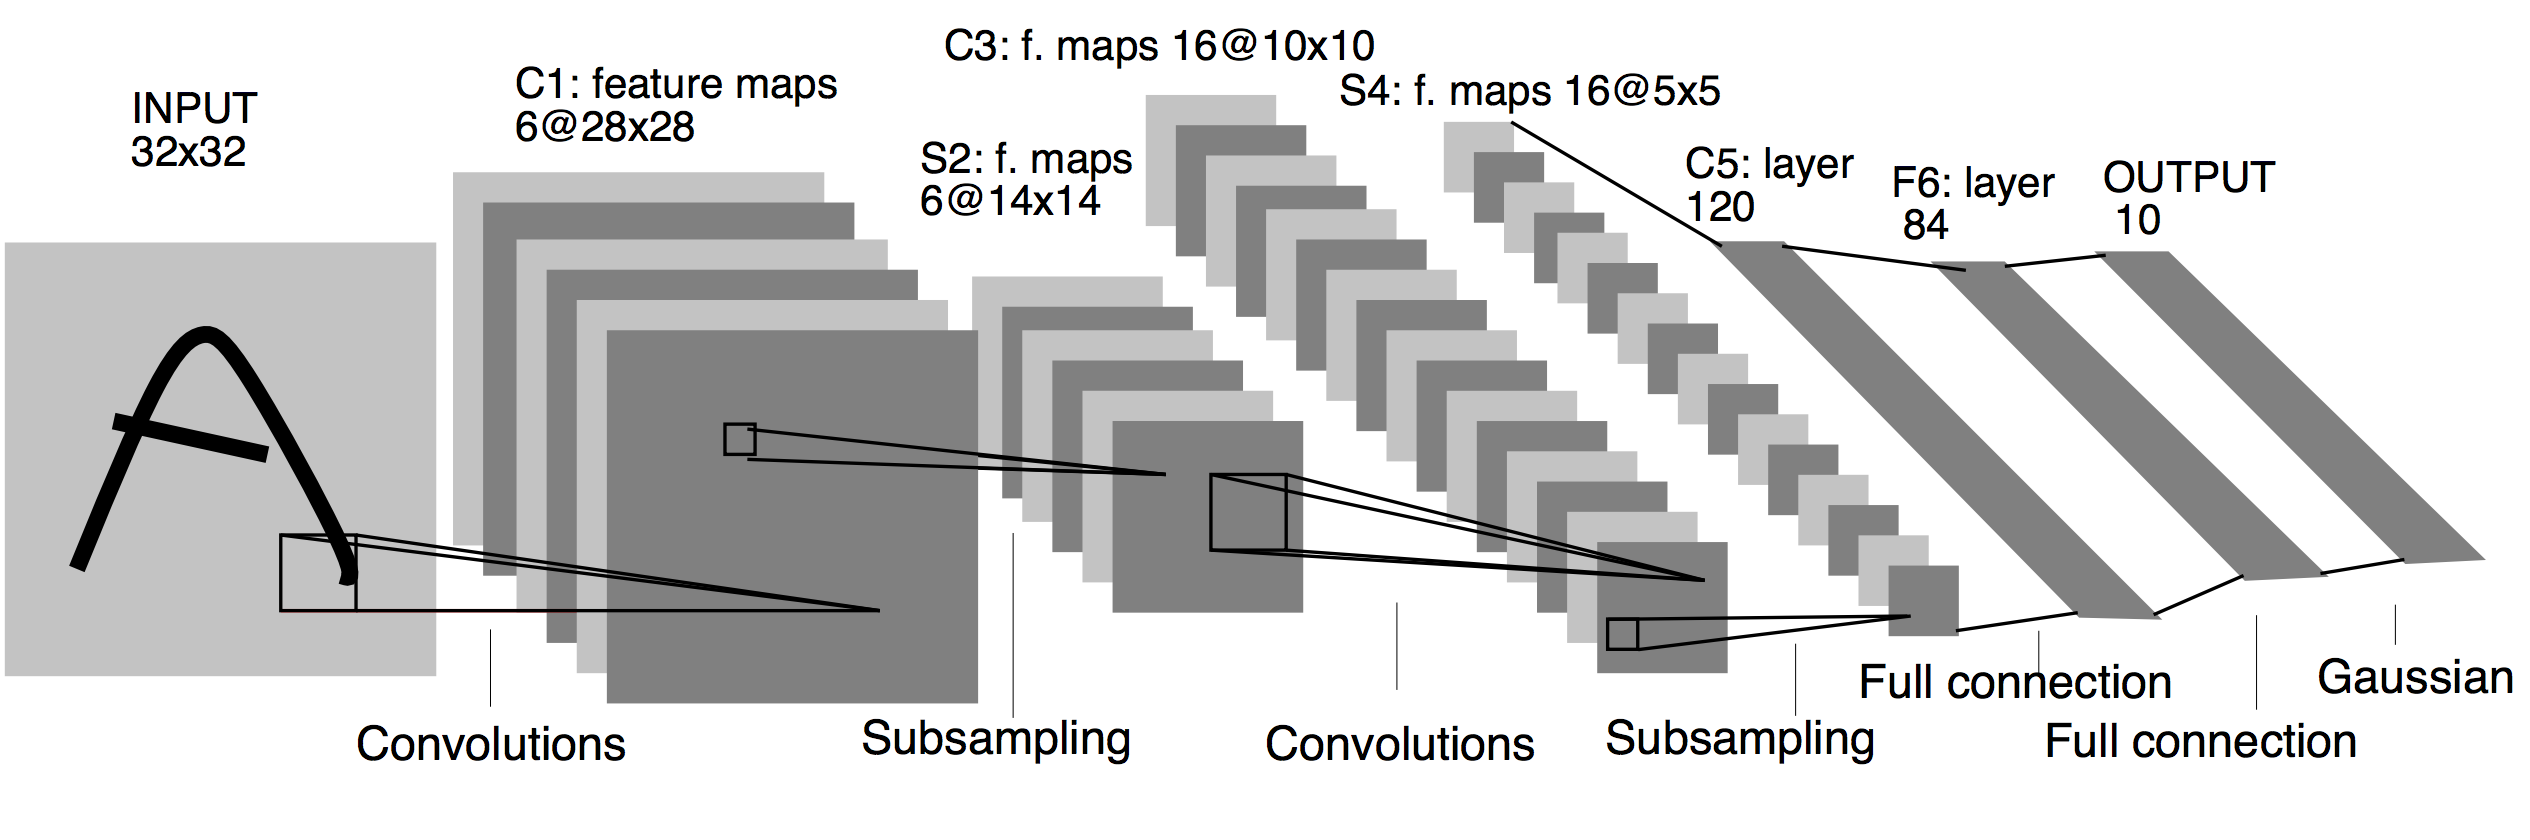 INPUT
32x32
C1: feature maps
6@28x28
S2: f. maps
6@14x14
C3: f. maps 16@10x10
S4: f. maps 16@5x5
C5: layer
120
F6: layer
84
OUTPUT
10
Convolutions
Subsampling
Convolutions
Subsampling
Full connection
Full connection
Gaussian